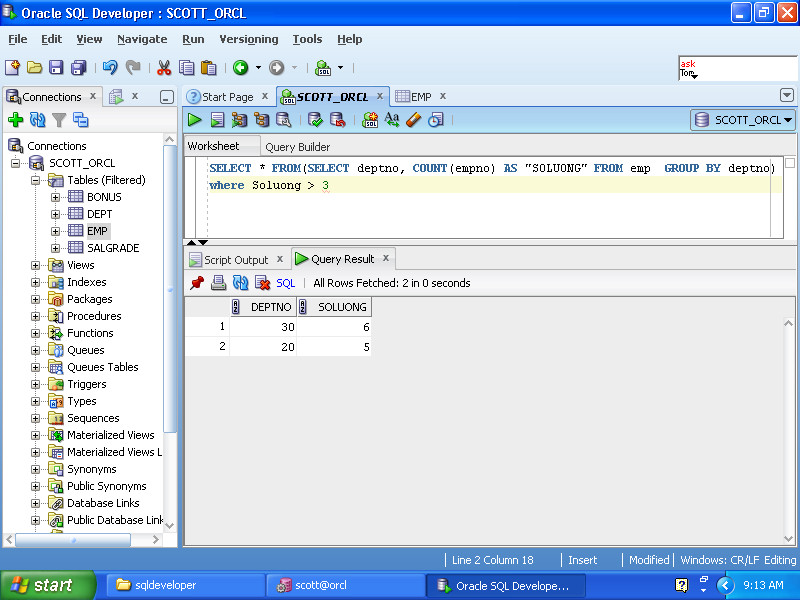 Oracle SQL Developer : SCOTT_ORCL
File Edit View Navigate Run Versioning Tools Help
ask
Tom
Connections
Start Page
SCOTT_ORCL
EMP
SCOTT_ORCL
Worksheet
Query Builder
SELECT * FROM(SELECT deptno, COUNT(empno) AS "SOLUONG" FROM emp GROUP BY deptno)
where Soluong > 3
Connections
SCOTT_ORCL
Tables (Filtered)
BONUS
DEPT
EMP
SALGRADE
Views
Indexes
Packages
Procedures
Functions
Queues
Queues Tables
Triggers
Types
Sequences
Materialized Views
Materialized Views L
Synonyms
Public Synonyms
Database Links
Public Database Link
Script Output
Query Result
SQL
All Rows Fetched: 2 in 0 seconds
DEPTNO SOLUONG
1 30 6
2 20 5
Line 2 Column 18
Insert
Modified
Windows: CR/LF Editing
start
sqldeveloper
scott@orcl
Oracle SQL Develope...
9:13 AM